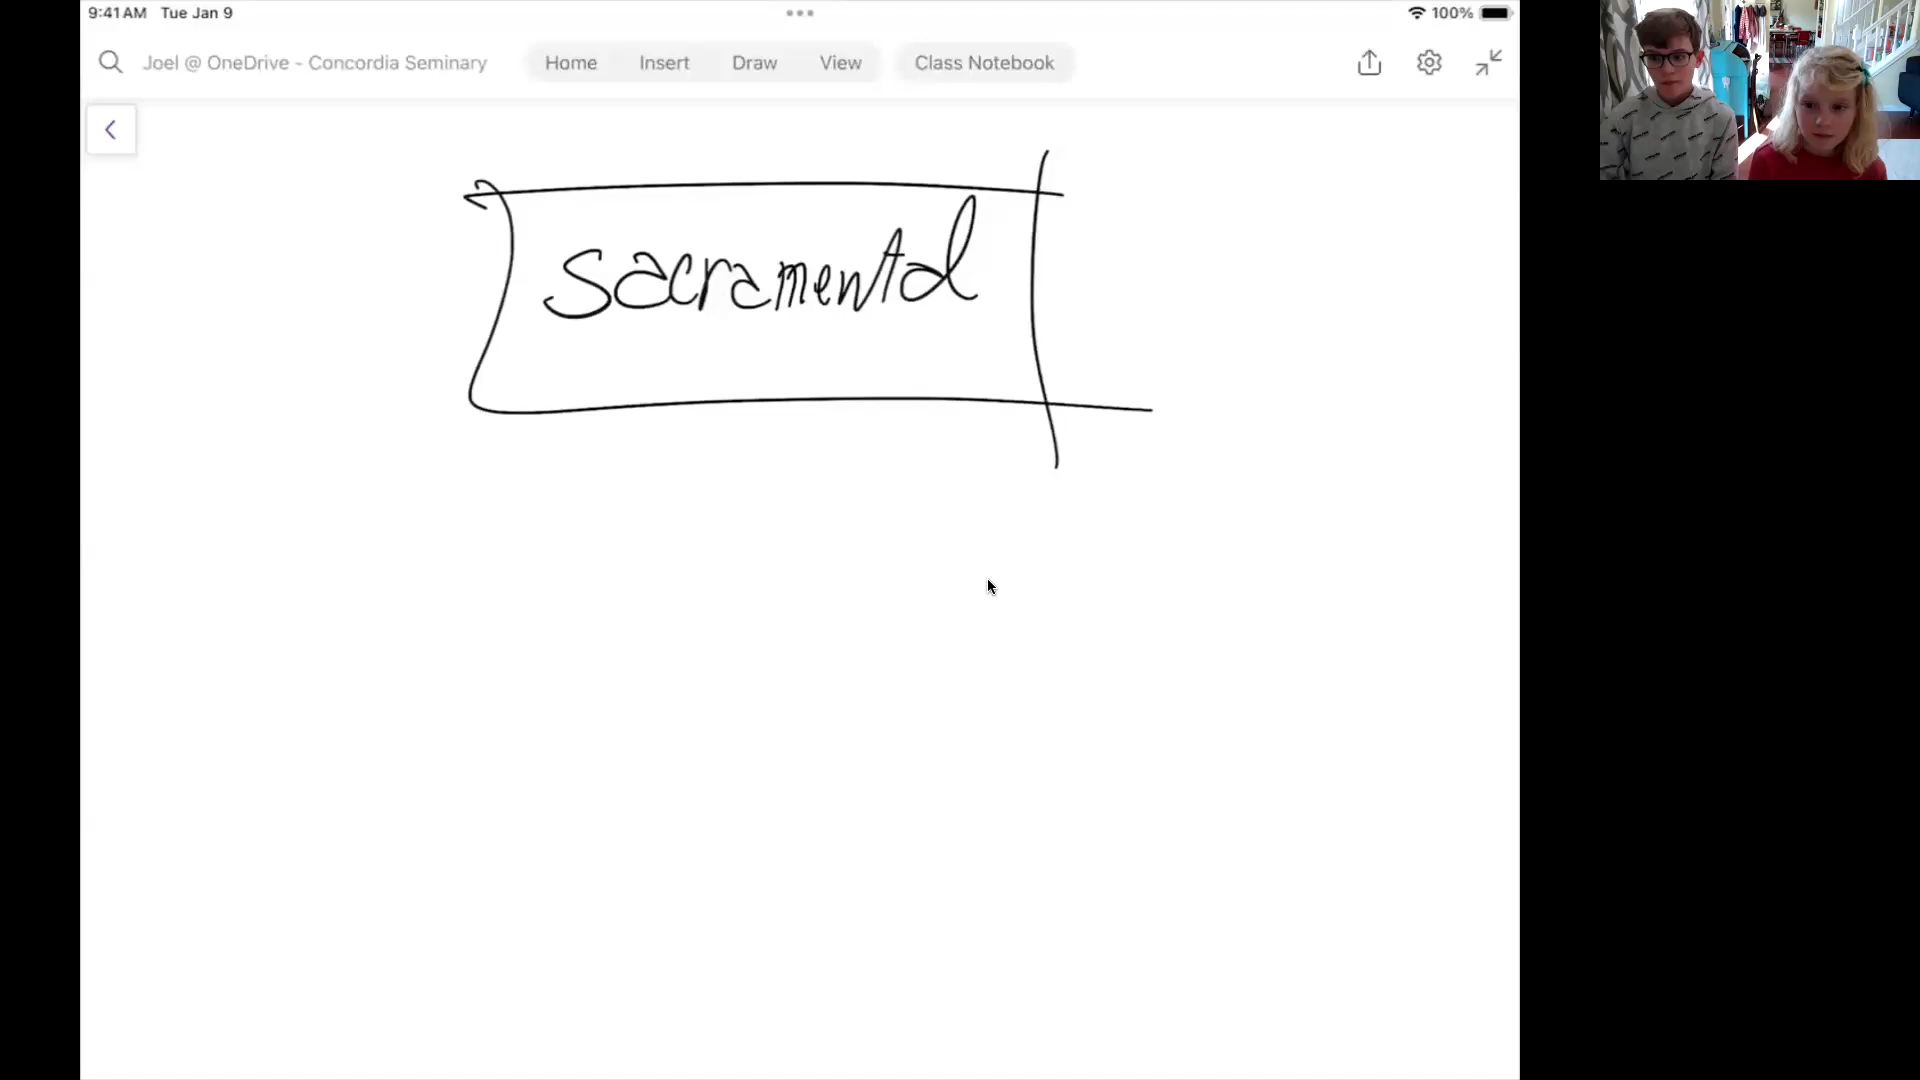 9:41 AM Tue Jan 9 100%
Joel @ OneDrive - Concordia Seminary Home Insert Draw View Class Notebook
sacramental